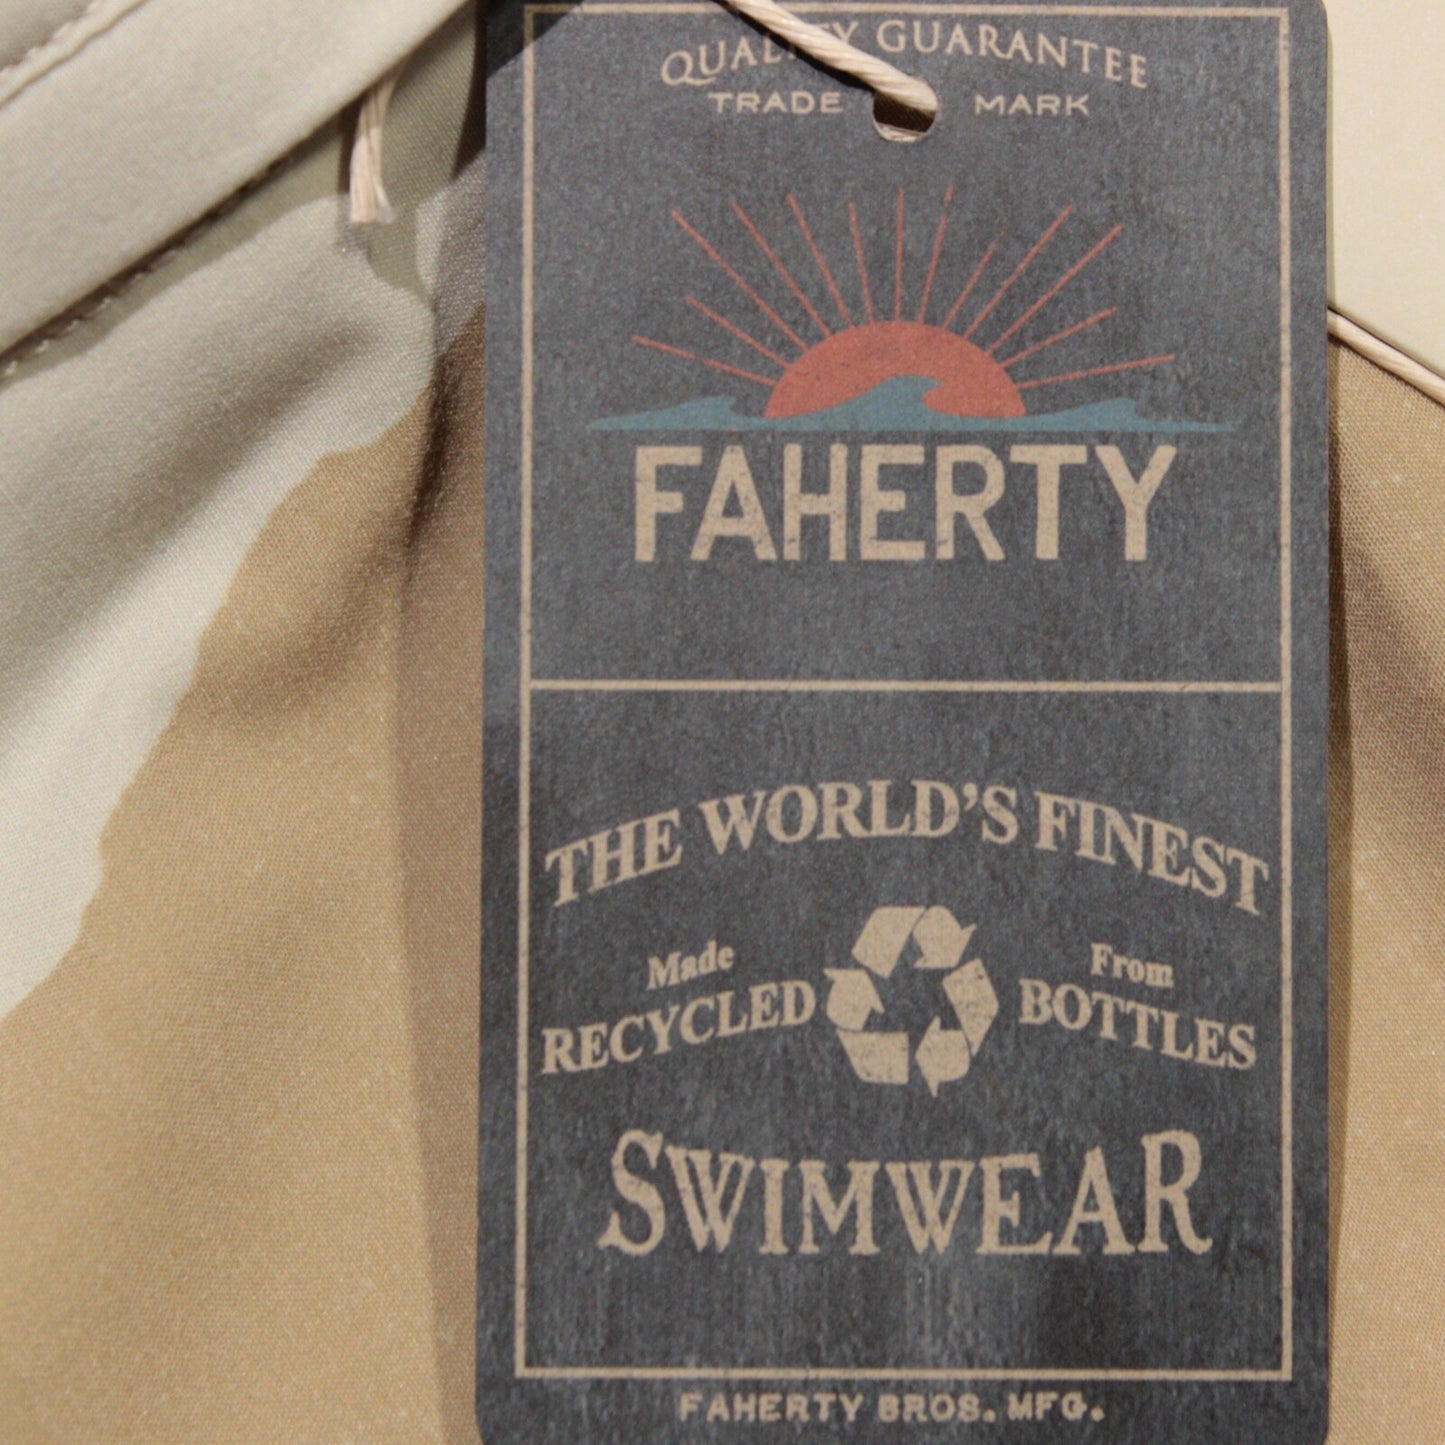 QUALITY GUARANTEE
TRADE MARK
FAHERTY
THE WORLD'S FINEST
Made From
RECYCLED BOTTLES
SWIMWEAR
FAHERTY BROS. MFG.